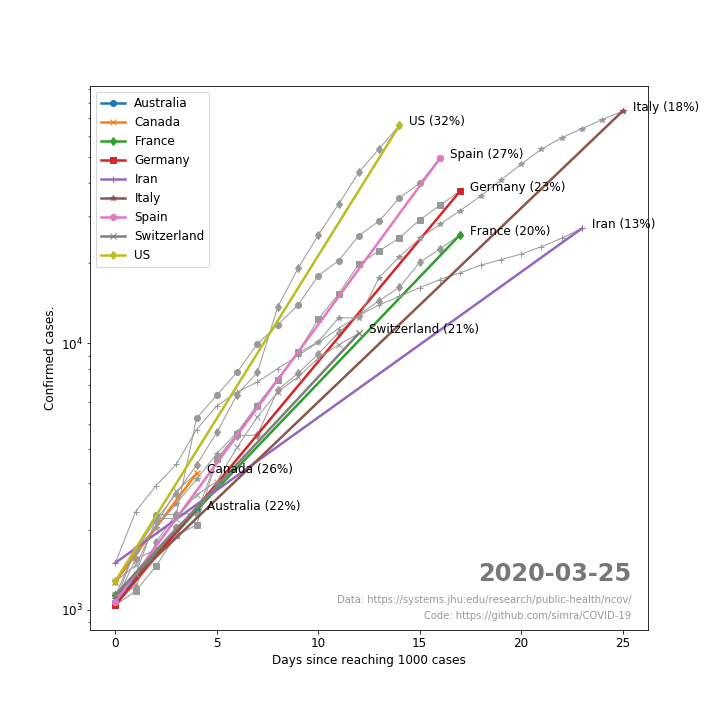 Australia
Canada
France
Germany
Iran
Italy
Spain
Switzerland
US
US (32%)
Italy (18%)
Spain (27%)
Germany (23%)
Iran (13%)
France (20%)
Switzerland (21%)
Canada (26%)
Australia (22%)
Confirmed cases.
10^4
10^3
2020-03-25
Data: https://systems.jhu.edu/research/public-health/ncov/
Code: https://github.com/simra/COVID-19
0 5 10 15 20 25
Days since reaching 1000 cases